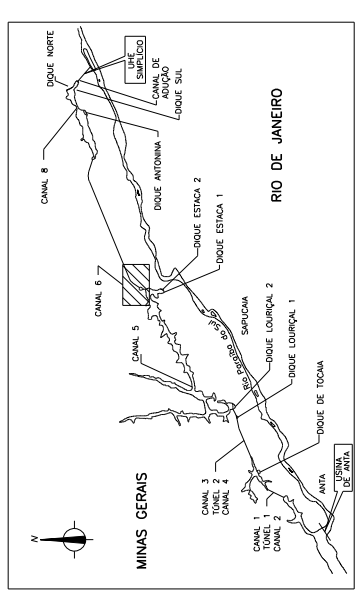 N
MINAS GERAIS
RIO DE JANEIRO
DIQUE NORTE
UHE
SIMPLÍCIO
CANAL DE
ADUÇÃO
DIQUE SUL
CANAL 8
DIQUE ANTONINA
CANAL 6
DIQUE ESTACA 2
DIQUE ESTACA 1
CANAL 5
SAPUCAIA
RIO PARAÍBA DO SUL
DIQUE LOURIÇAL 2
DIQUE LOURIÇAL 1
CANAL 3
TÚNEL 2
CANAL 4
DIQUE DE TOCAIA
CANAL 1
TÚNEL 1
CANAL 2
ANTA
USINA
DE ANTA